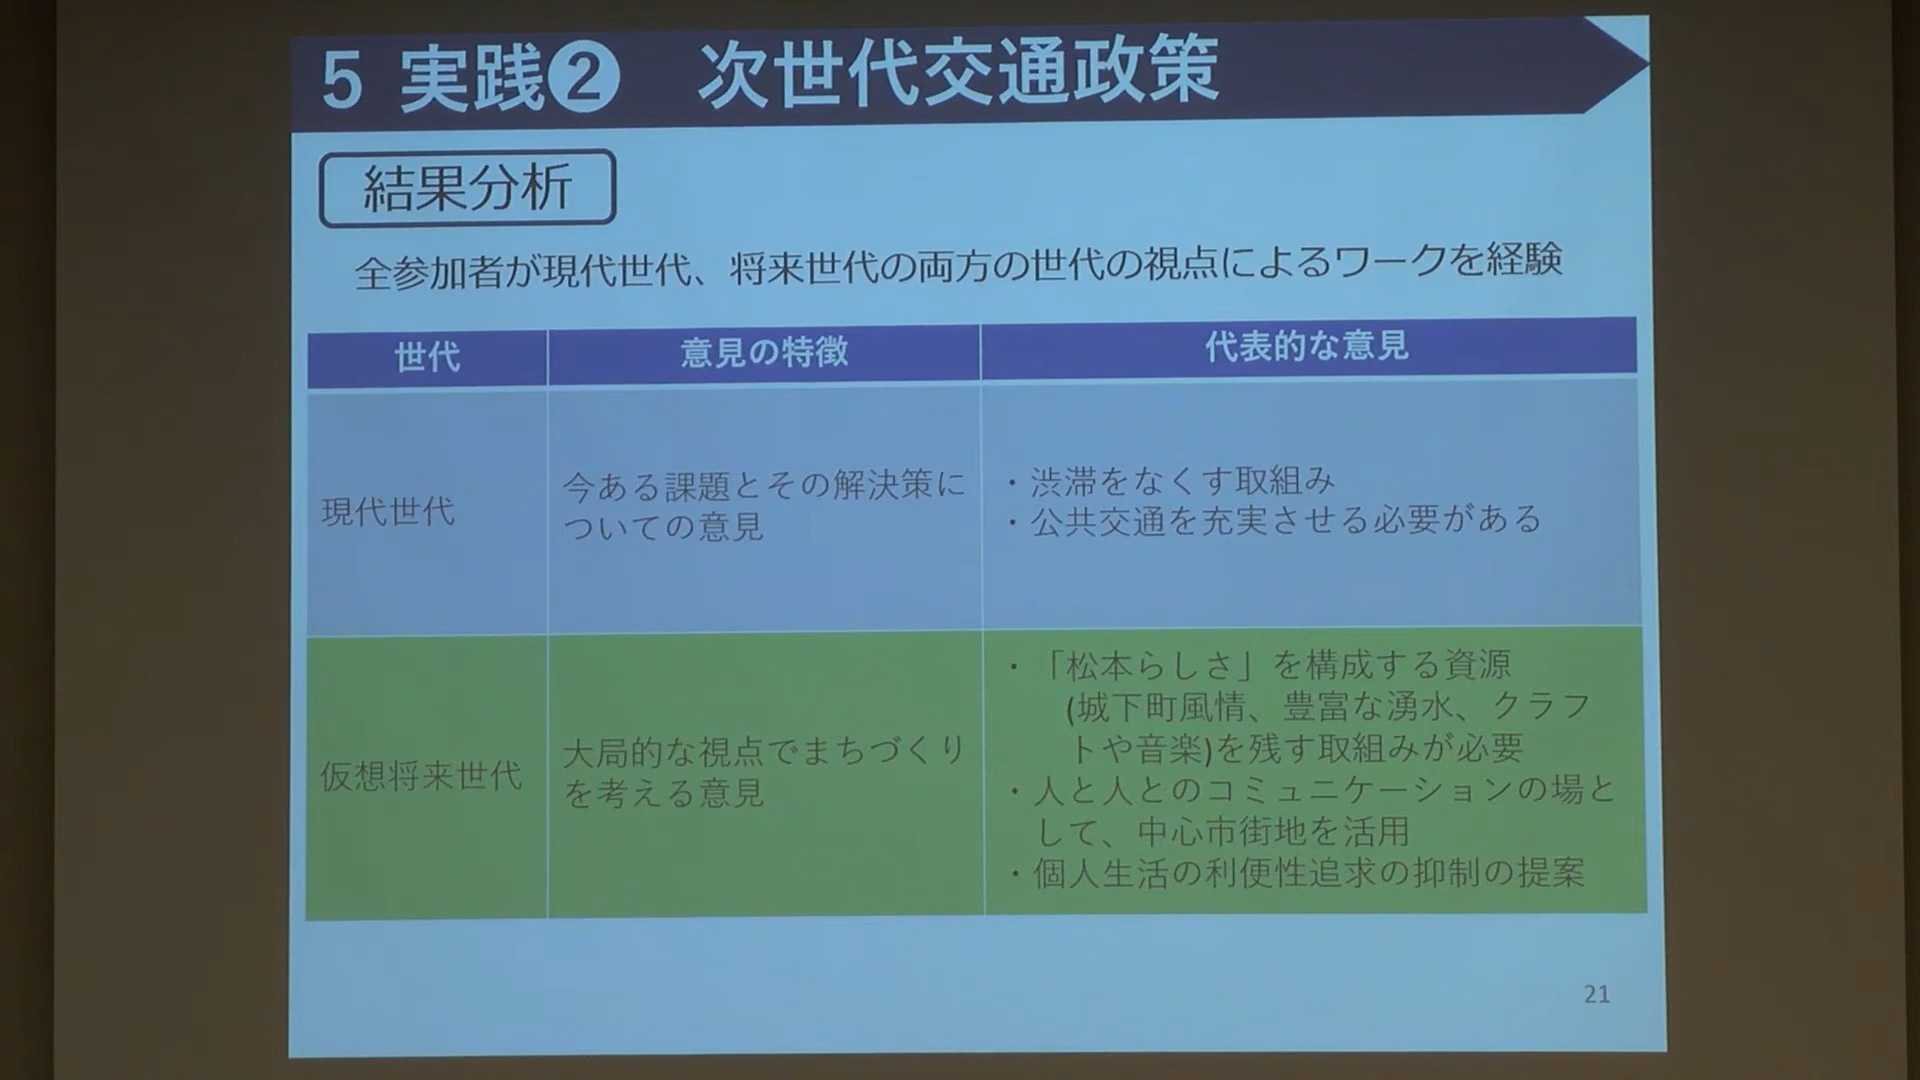 5 実践❷ 次世代交通政策
結果分析
全参加者が現代世代、将来世代の両方の世代の視点によるワークを経験
世代 意見の特徴 代表的な意見
現代世代
今ある課題とその解決策に
ついての意見
・渋滞をなくす取組み
・公共交通を充実させる必要がある
仮想将来世代
大局的な視点でまちづくり
を考える意見
・「松本らしさ」を構成する資源
(城下町風情、豊富な湧水、クラフ
トや音楽)を残す取組みが必要
・人と人とのコミュニケーションの場と
して、中心市街地を活用
・個人生活の利便性追求の抑制の提案
21